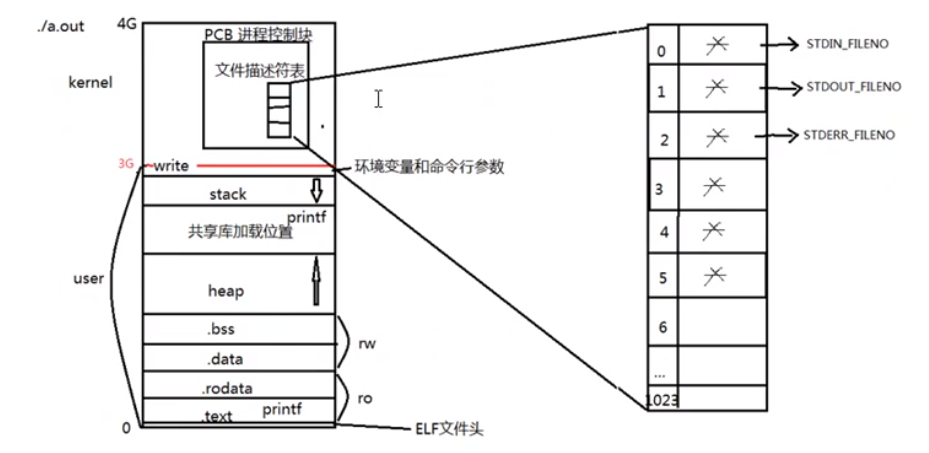 ./a.out
4G
PCB 进程控制块
文件描述符表
kernel
3G
write
环境变量和命令行参数
stack
printf
共享库加载位置
user
heap
.bss
.data
rw
.rodata
.text
printf
ro
0
ELF文件头
0
STDIN_FILENO
1
STDOUT_FILENO
2
STDERR_FILENO
3
4
5
6
...
1023